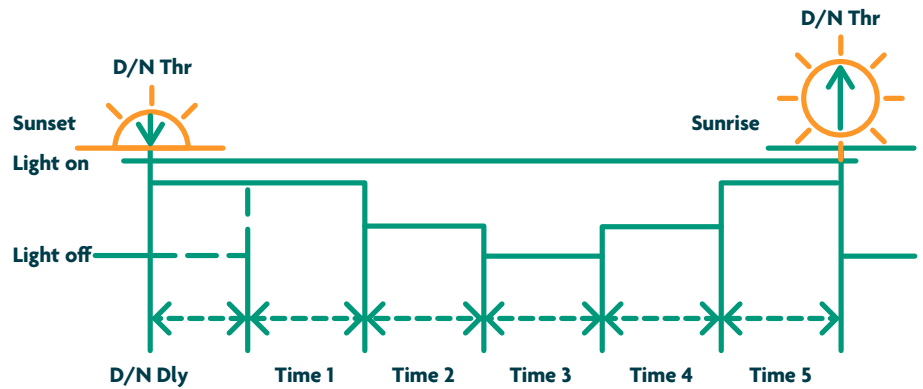 D/N Thr
D/N Thr
Sunset
Sunrise
Light on
Light off
D/N Dly
Time 1
Time 2
Time 3
Time 4
Time 5